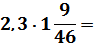 2,3 · 1 9/46 =